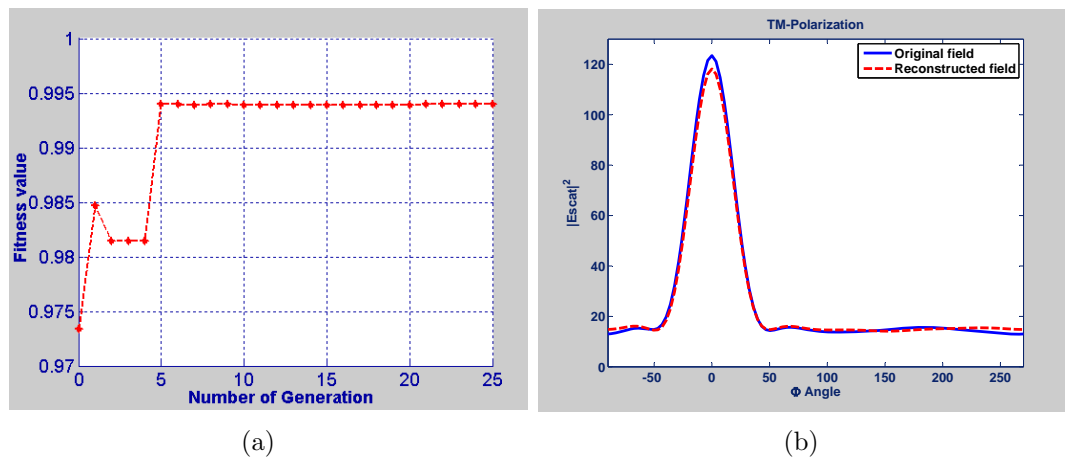 1
0.995
0.99
0.985
0.98
0.975
0.97
Fitness value
0 5 10 15 20 25
Number of Generation
(a)
TM-Polarization
Original field
Reconstructed field
120
100
80
60
40
20
0
|Escat|²
-50 0 50 100 150 200 250
Φ Angle
(b)